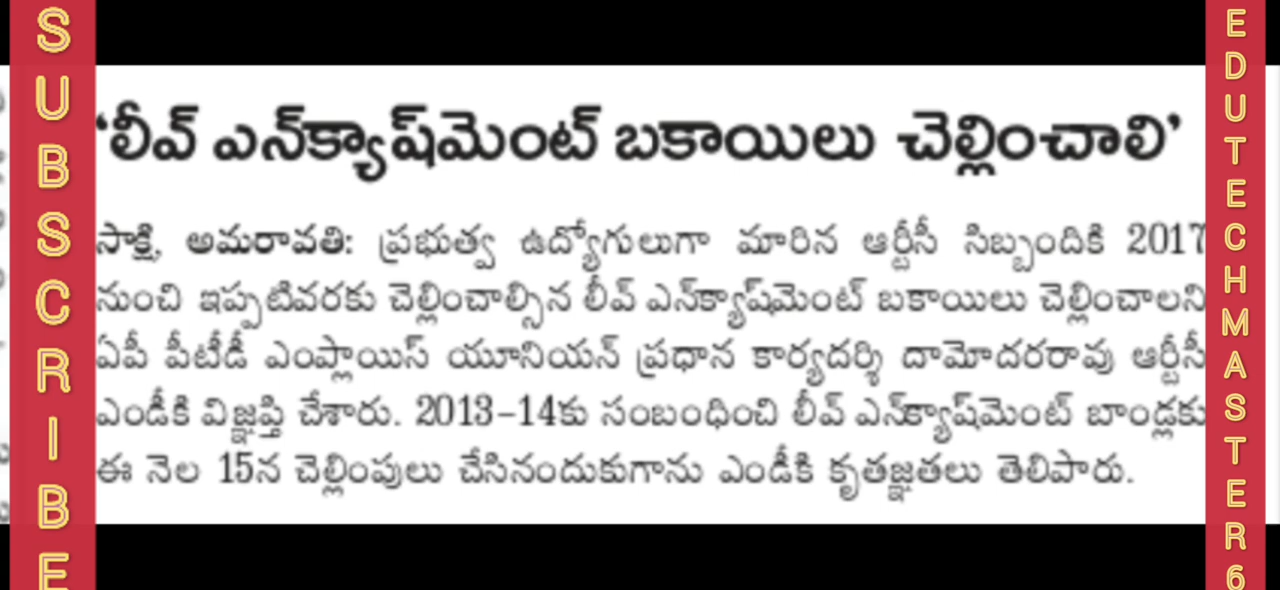 SUBSCRIBE
‘లీవ్ ఎన్‌క్యాష్‌మెంట్ బకాయిలు చెల్లించాలి’
సాక్షి, అమరావతి: ప్రభుత్వ ఉద్యోగులుగా మారిన ఆర్టీసీ సిబ్బందికి 2017
నుంచి ఇప్పటివరకు చెల్లించాల్సిన లీవ్ ఎన్‌క్యాష్‌మెంట్ బకాయిలు చెల్లించాలని
ఏపీ పీటీడీ ఎంప్లాయిస్ యూనియన్ ప్రధాన కార్యదర్శి దామోదరరావు ఆర్టీసీ
ఎండీకి విజ్ఞప్తి చేశారు. 2013-14కు సంబంధించి లీవ్ ఎన్‌క్యాష్‌మెంట్ బాండ్లకు
ఈ నెల 15న చెల్లింపులు చేసినందుకుగాను ఎండీకి కృతజ్ఞతలు తెలిపారు.
EDUTECHMASTER6